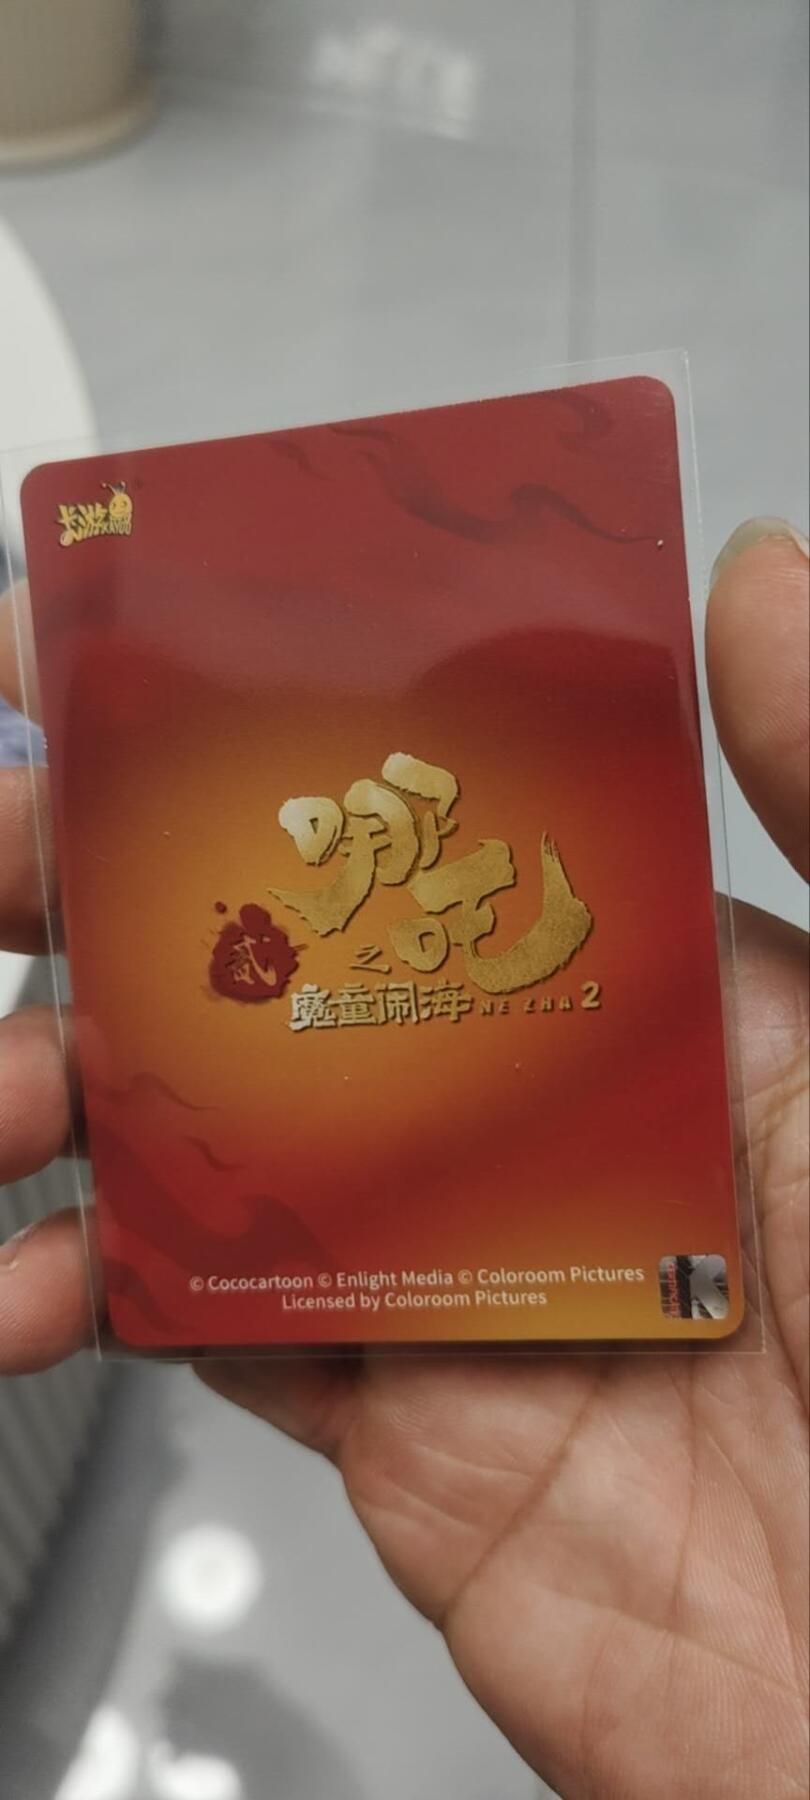 卡游
KAYOU
哪吒
贰
之
魔童闹海 NE ZHA 2
© Cococartoon © Enlight Media © Coloroom Pictures
Licensed by Coloroom Pictures